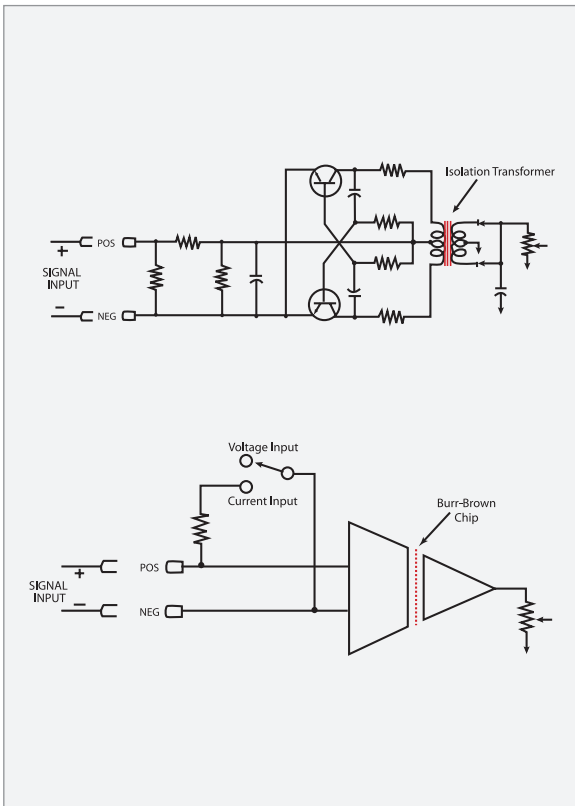 Isolation Transformer
+
POS
SIGNAL
INPUT
−
NEG
Voltage Input
Current Input
Burr-Brown
Chip
+
POS
SIGNAL
INPUT
−
NEG